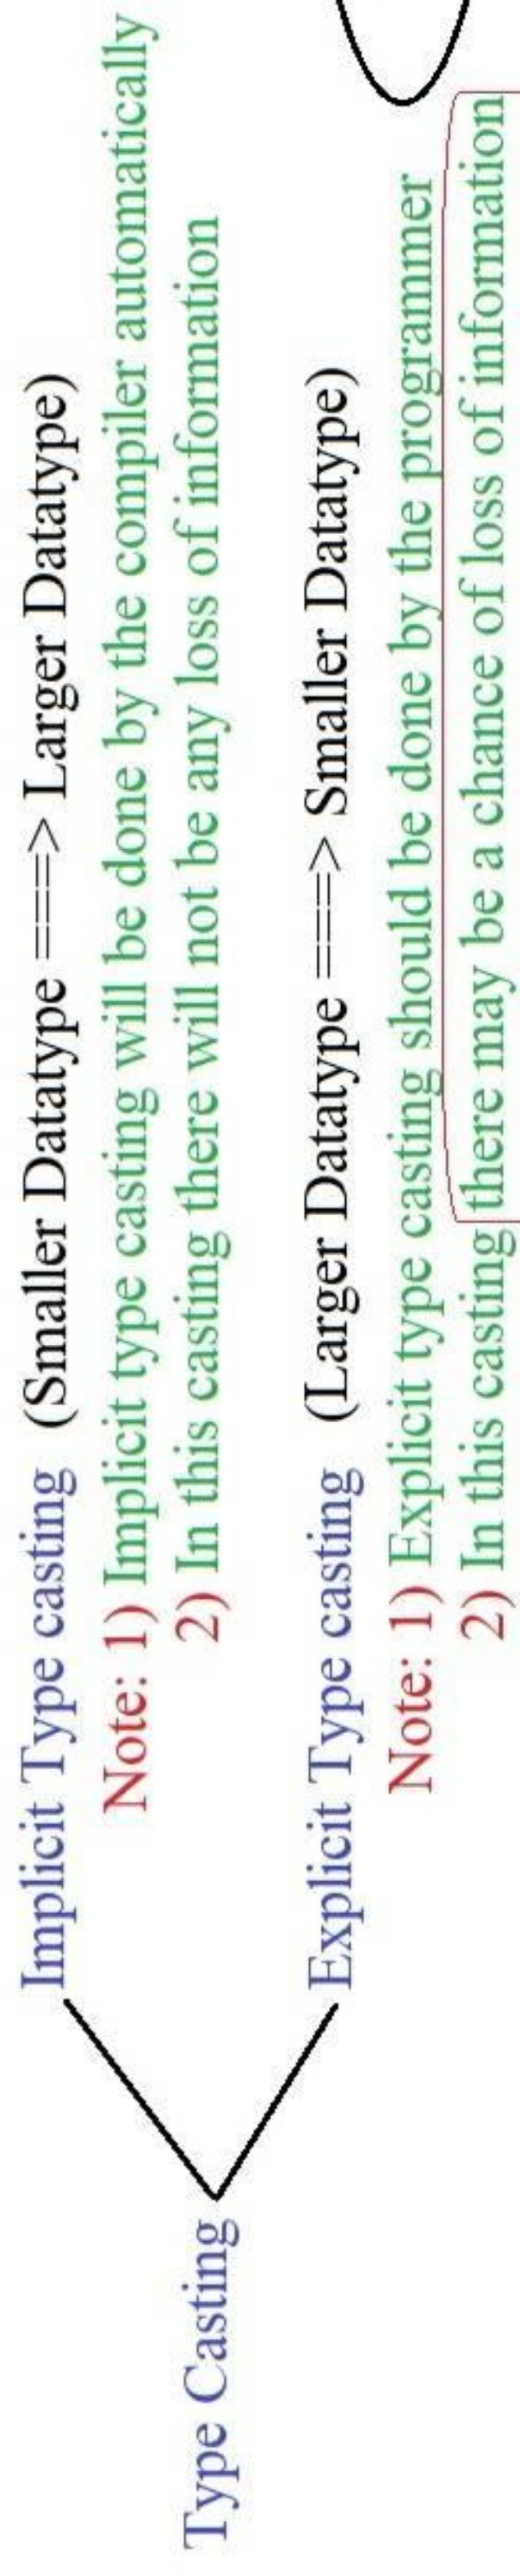 Implicit Type casting (Smaller Datatype ===> Larger Datatype)
Note: 1) Implicit type casting will be done by the compiler automatically
2) In this casting there will not be any loss of information
Type Casting
Explicit Type casting (Larger Datatype ===> Smaller Datatype)
Note: 1) Explicit type casting should be done by the programmer
2) In this casting there may be a chance of loss of information